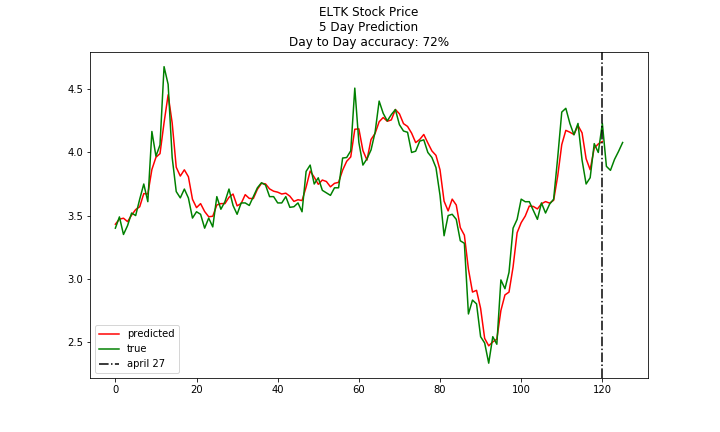 ELTK Stock Price
5 Day Prediction
Day to Day accuracy: 72%
4.5
4.0
3.5
3.0
2.5
predicted
true
april 27
0
20
40
60
80
100
120